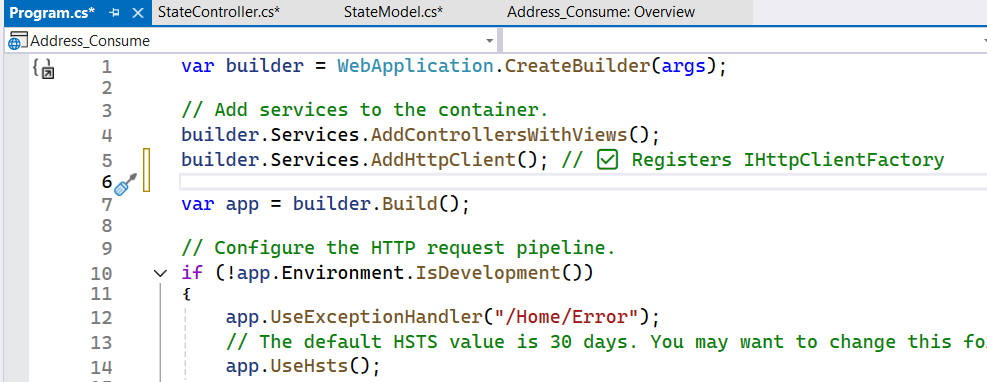 Program.cs* StateController.cs* StateModel.cs* Address_Consume: Overview
Address_Consume
1 var builder = WebApplication.CreateBuilder(args);
2
3 // Add services to the container.
4 builder.Services.AddControllersWithViews();
5 builder.Services.AddHttpClient(); // ✅ Registers IHttpClientFactory
6
7 var app = builder.Build();
8
9 // Configure the HTTP request pipeline.
10 if (!app.Environment.IsDevelopment())
11 {
12 app.UseExceptionHandler("/Home/Error");
13 // The default HSTS value is 30 days. You may want to change this fo
14 app.UseHsts();